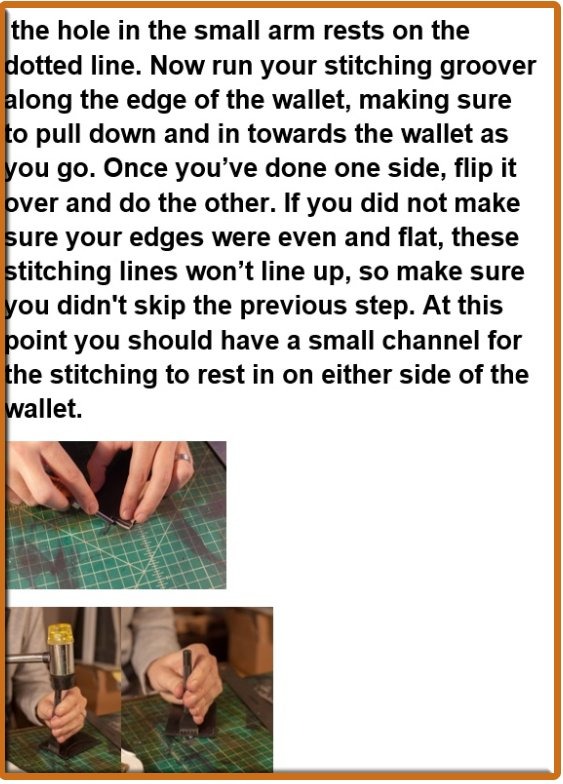 the hole in the small arm rests on the
dotted line. Now run your stitching groover
along the edge of the wallet, making sure
to pull down and in towards the wallet as
you go. Once you’ve done one side, flip it
over and do the other. If you did not make
sure your edges were even and flat, these
stitching lines won’t line up, so make sure
you didn't skip the previous step. At this
point you should have a small channel for
the stitching to rest in on either side of the
wallet.